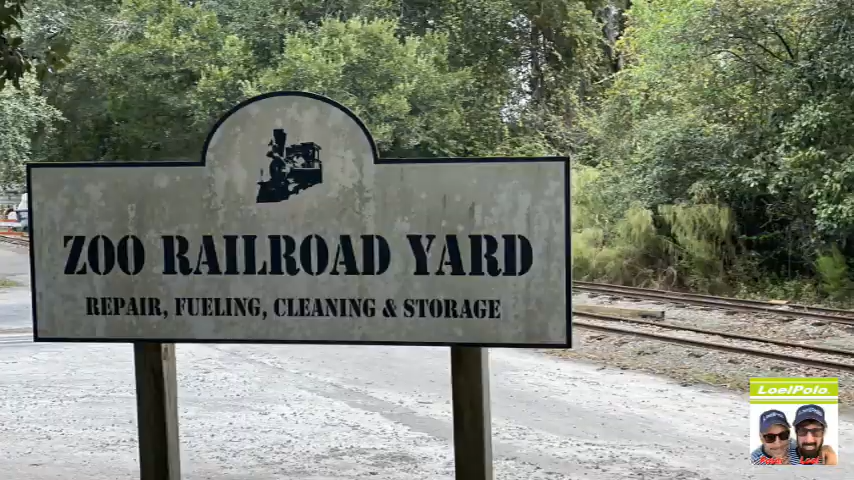 ZOO RAILROAD YARD
REPAIR, FUELING, CLEANING & STORAGE
LoelPolo